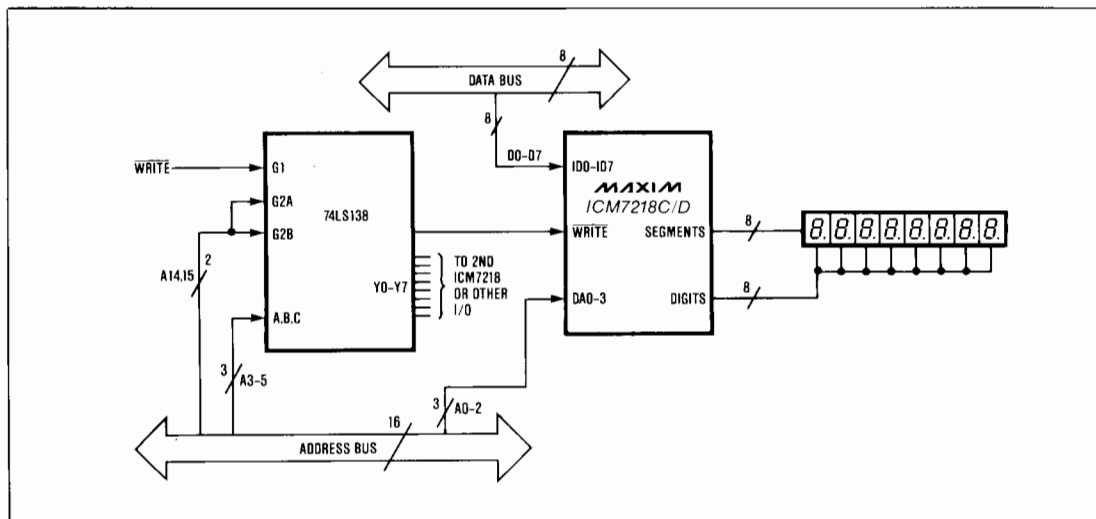 8
DATA BUS
8
D0-D7
W̅R̅I̅T̅E̅
G1
G2A
G2B
74LS138
A14,15
2
A,B,C
Y0-Y7
TO 2ND
ICM7218
OR OTHER
I/O
3
A3-5
ID0-ID7
MAXIM
ICM7218C/D
W̅R̅I̅T̅E̅
SEGMENTS
DA0-3
DIGITS
8
8
8. 8. 8. 8. 8. 8. 8. 8.
3
A0-2
16
ADDRESS BUS